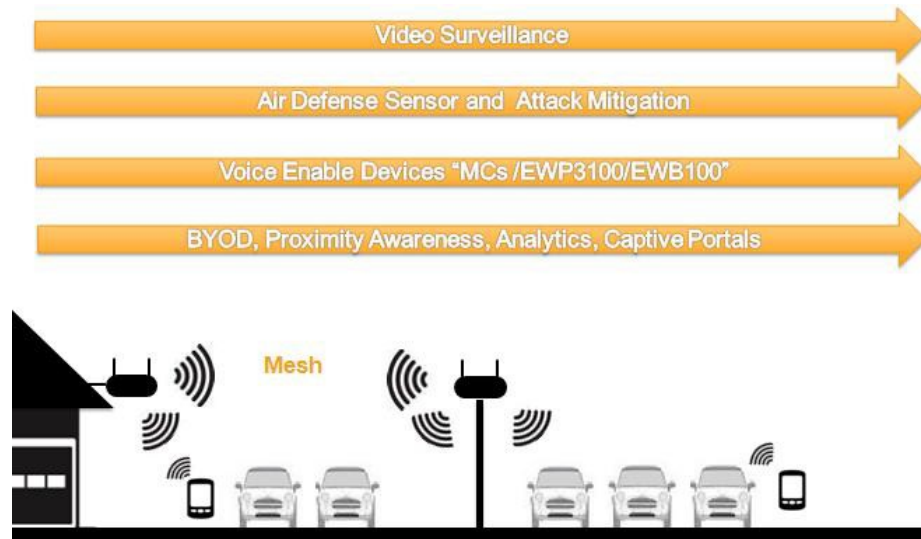 Video Surveillance
Air Defense Sensor and Attack Mitigation
Voice Enable Devices “MCs /EWP3100/EWB100”
BYOD, Proximity Awareness, Analytics, Captive Portals
Mesh